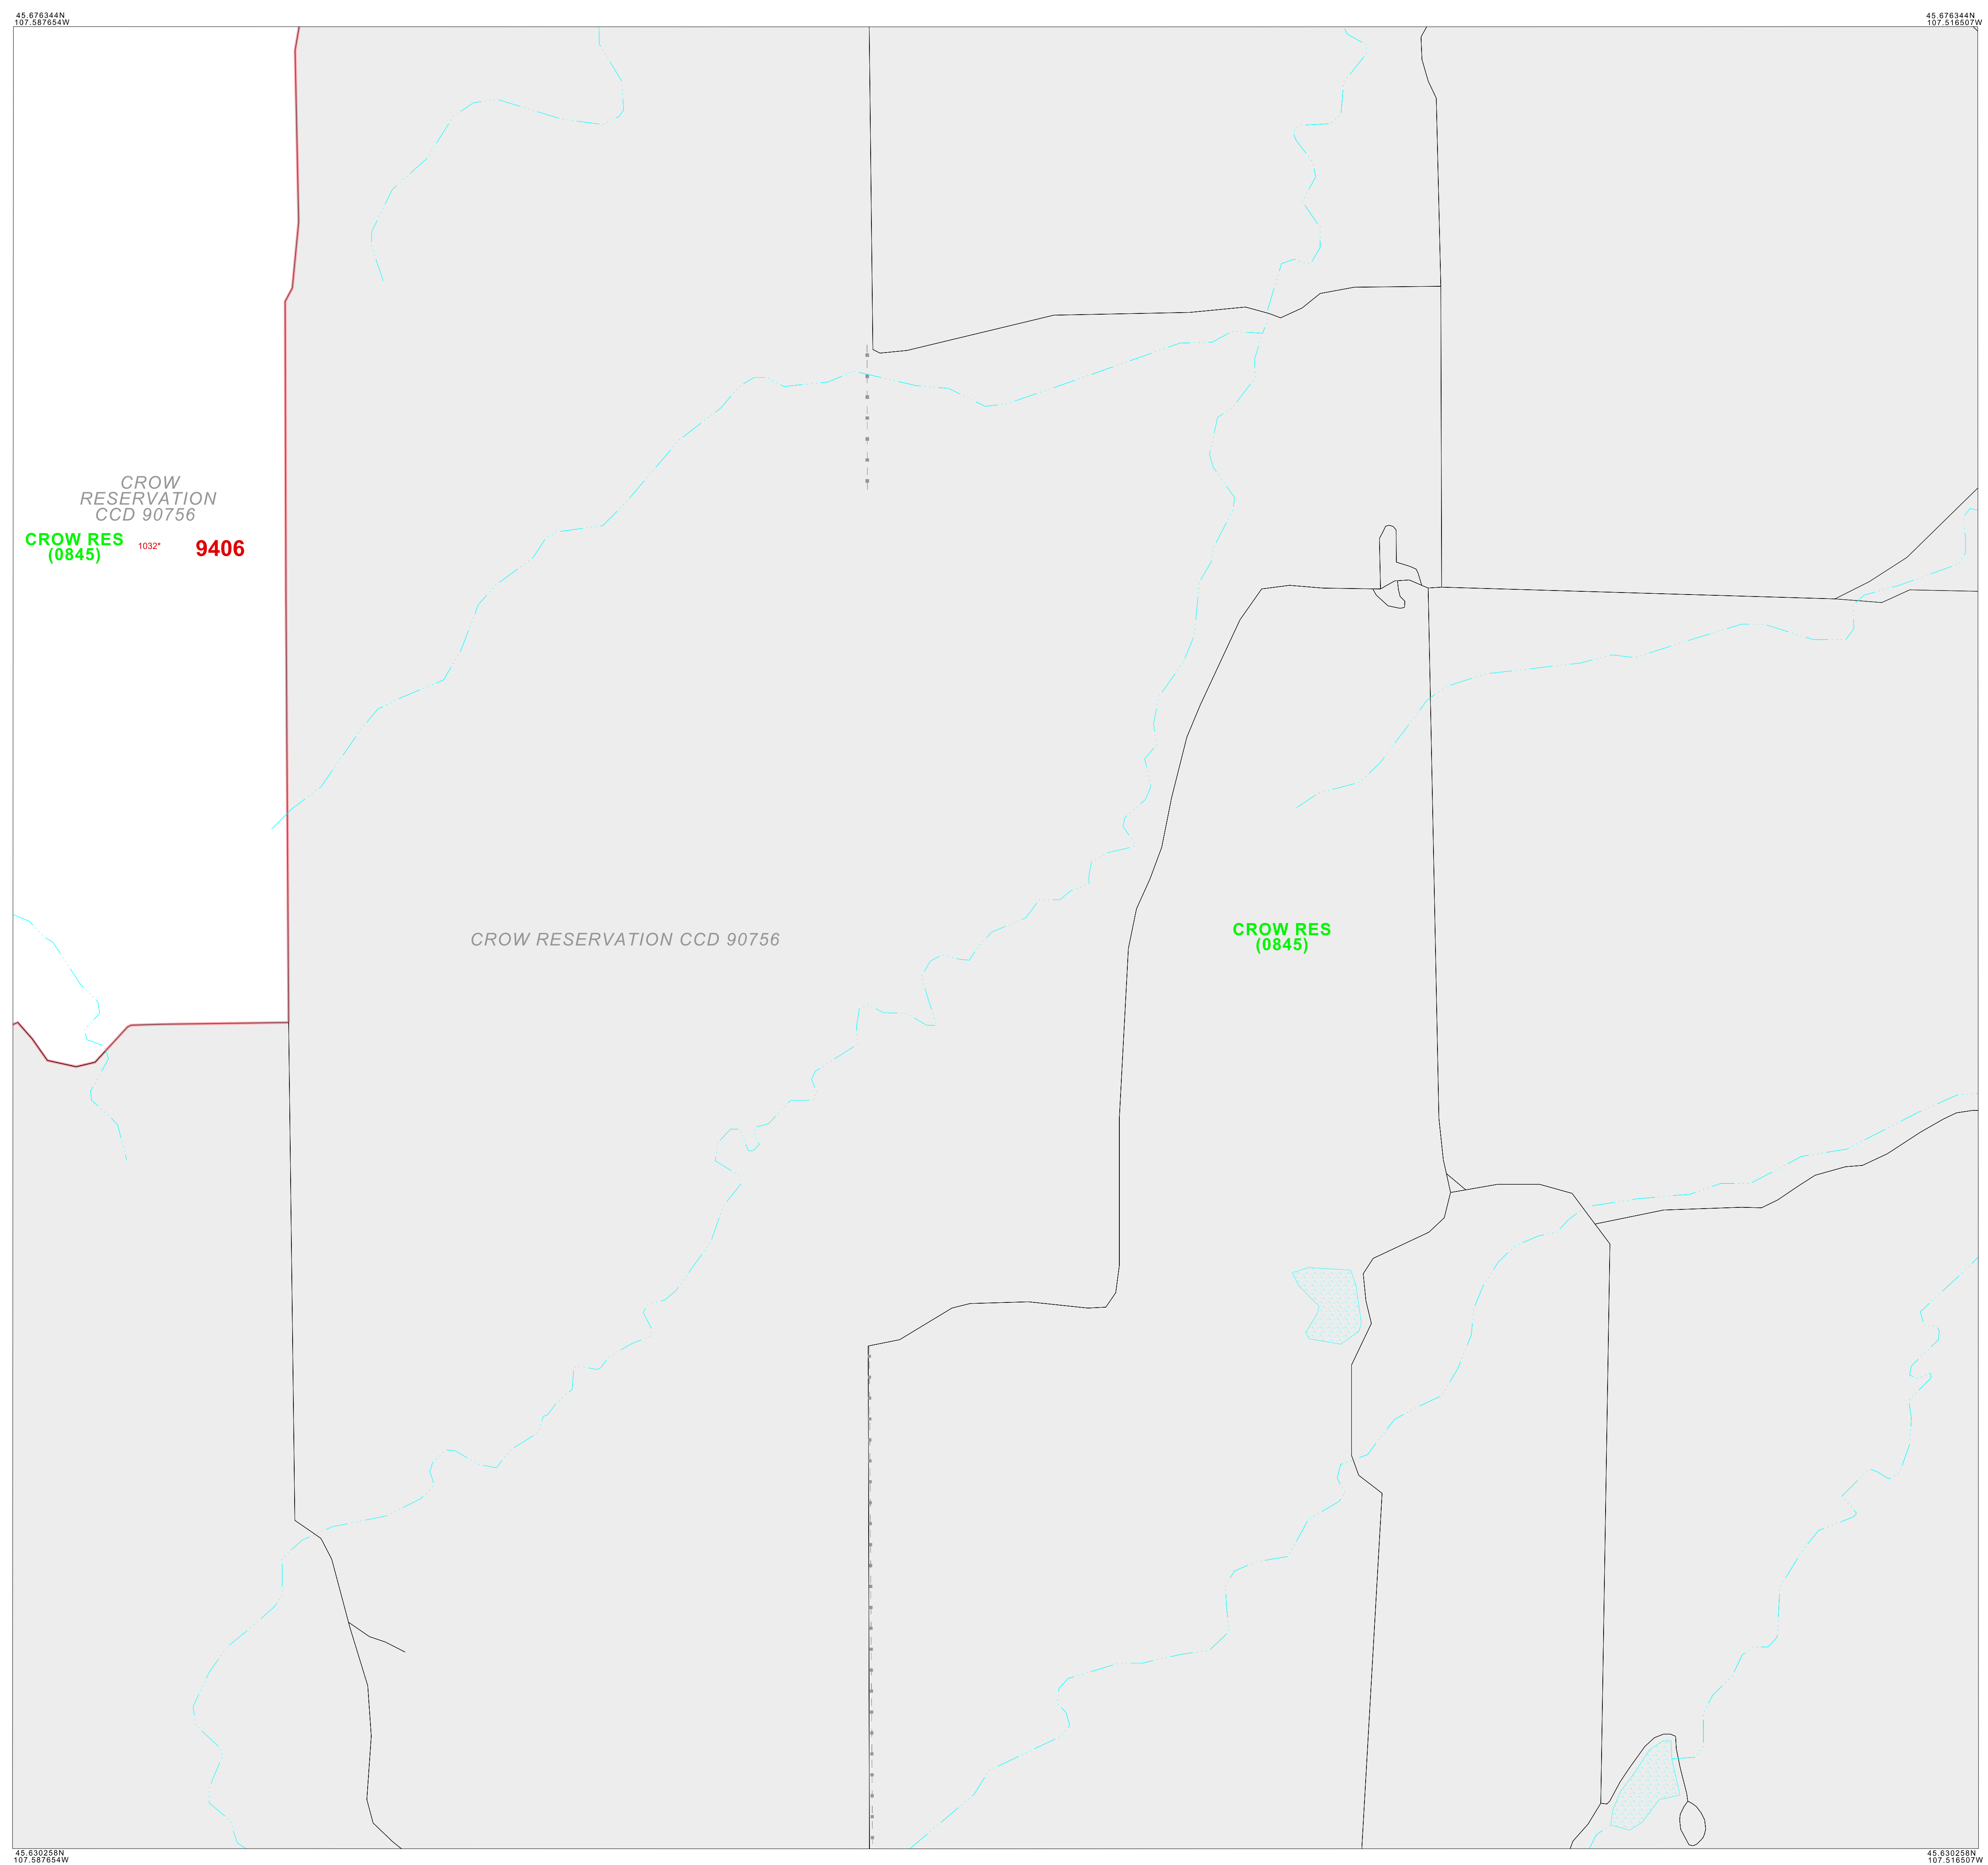 45.676344N
107.587654W
45.676344N
107.516507W
CROW
RESERVATION
CCD 90756
CROW RES
(0845)
1032*
9406
CROW RESERVATION CCD 90756
CROW RES
(0845)
45.630258N
107.587654W
45.630258N
107.516507W